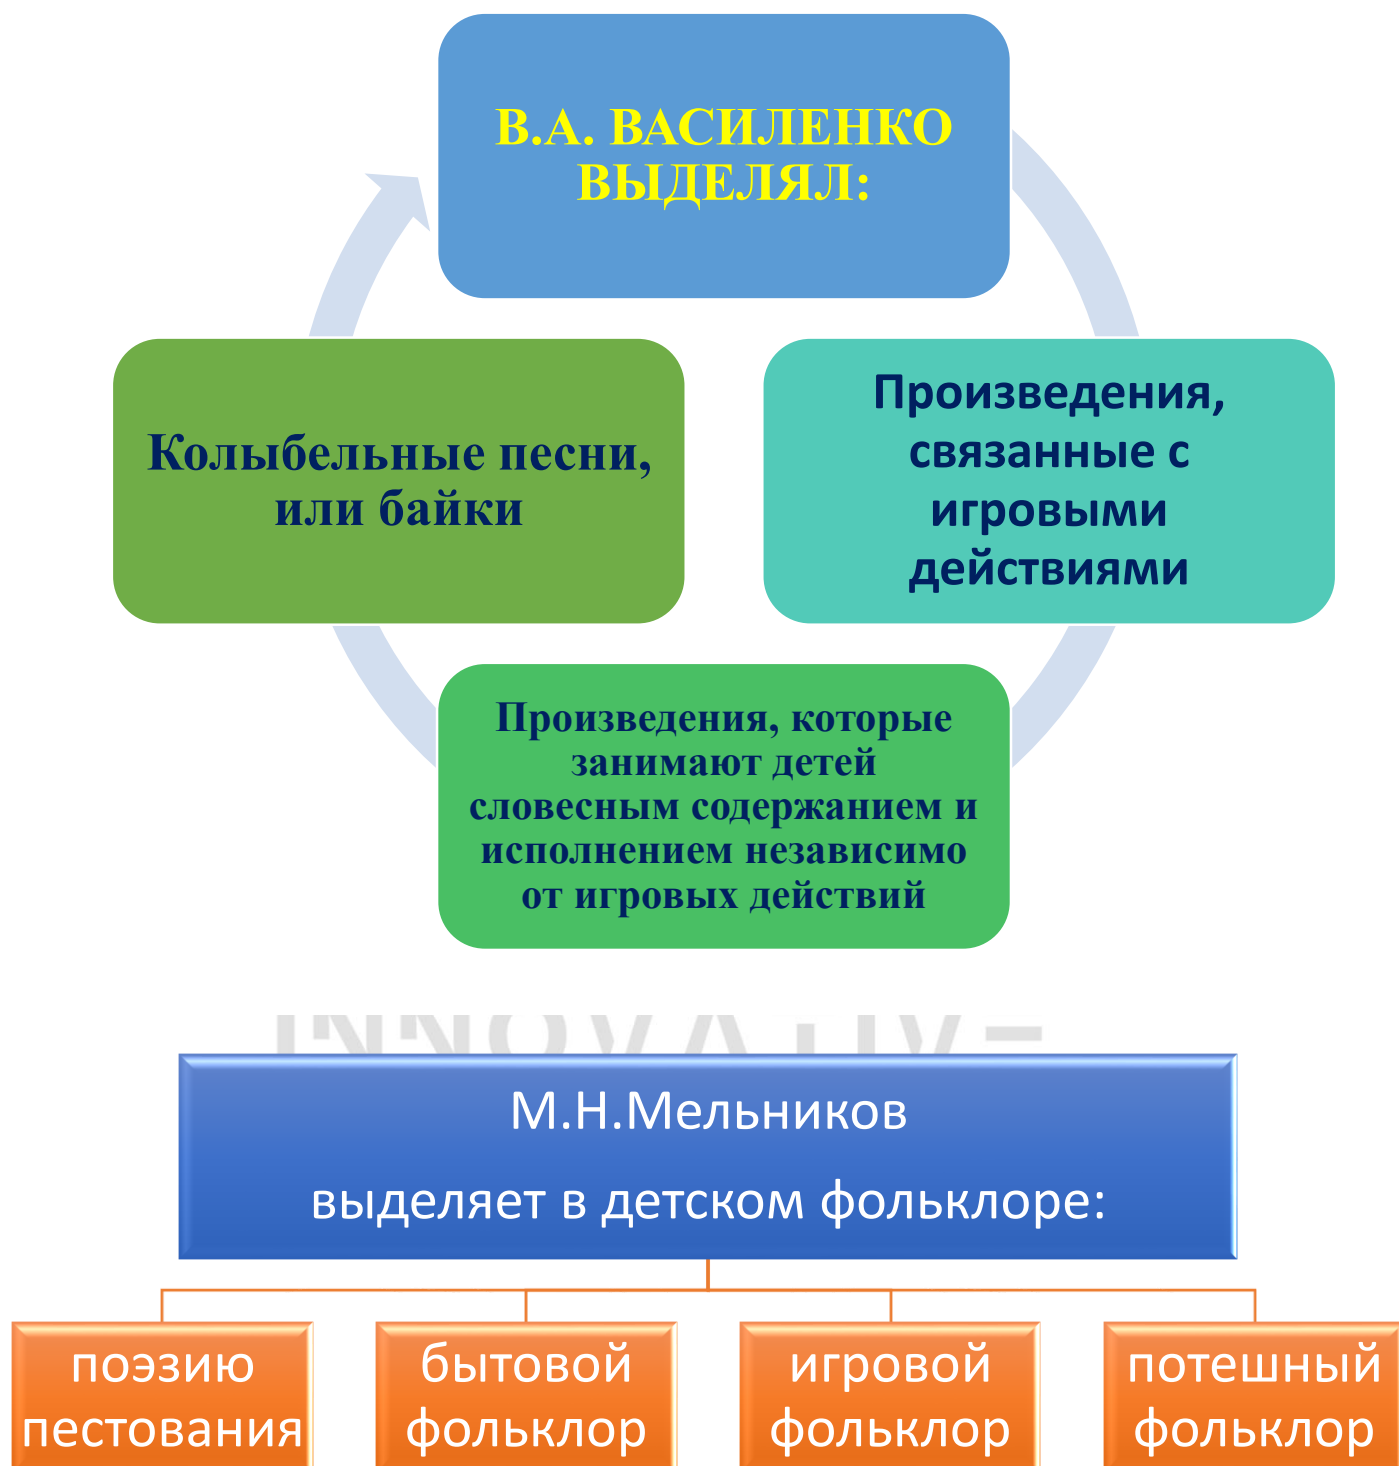 В.А. ВАСИЛЕНКО
ВЫДЕЛЯЛ:
Произведения,
связанные с
игровыми
действиями
Произведения, которые
занимают детей
словесным содержанием и
исполнением независимо
от игровых действий
Колыбельные песни,
или байки
INNOVATIVE
М.Н.Мельников
выделяет в детском фольклоре:
поэзию
пестования
бытовой
фольклор
игровой
фольклор
потешный
фольклор